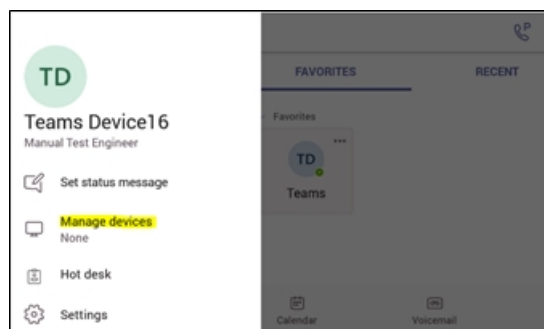 TD
Teams Device16
Manual Test Engineer
Set status message
Manage devices
None
Hot desk
Settings
P
FAVORITES
RECENT
Favorites
TD
Teams
Calendar
Voicemail